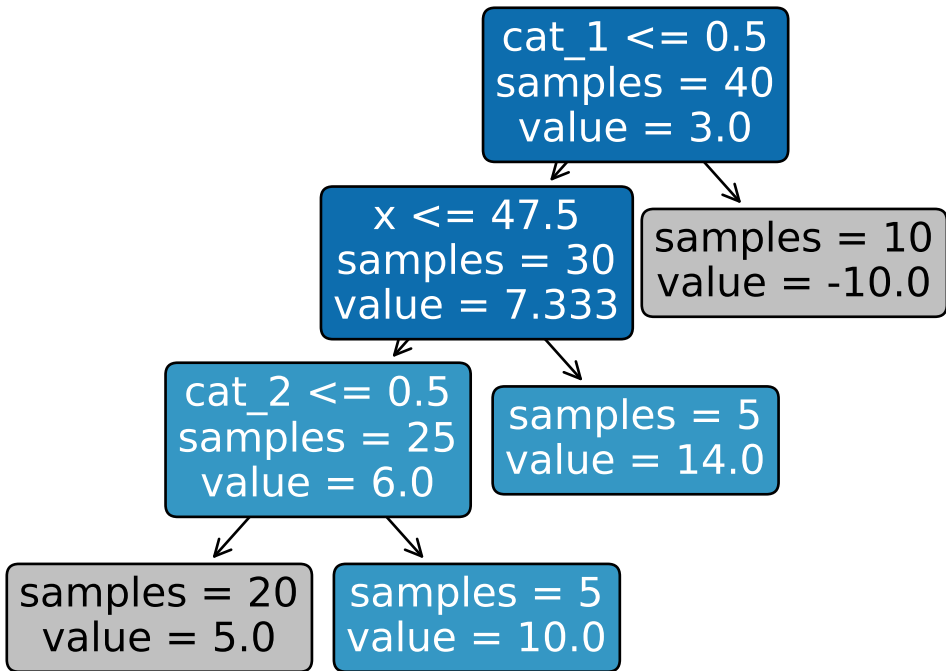 cat_1 <= 0.5
samples = 40
value = 3.0
x <= 47.5
samples = 30
value = 7.333
samples = 10
value = -10.0
cat_2 <= 0.5
samples = 25
value = 6.0
samples = 5
value = 14.0
samples = 20
value = 5.0
samples = 5
value = 10.0